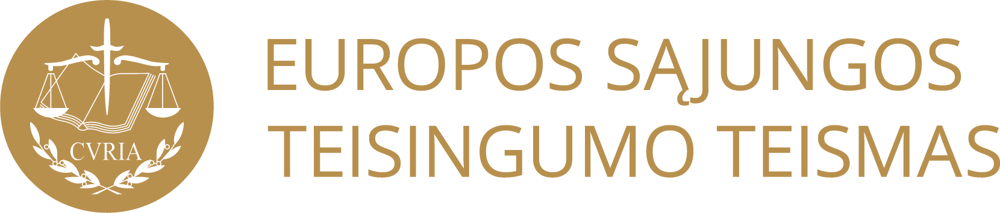 CVRIA
EUROPOS SĄJUNGOS
TEISINGUMO TEISMAS